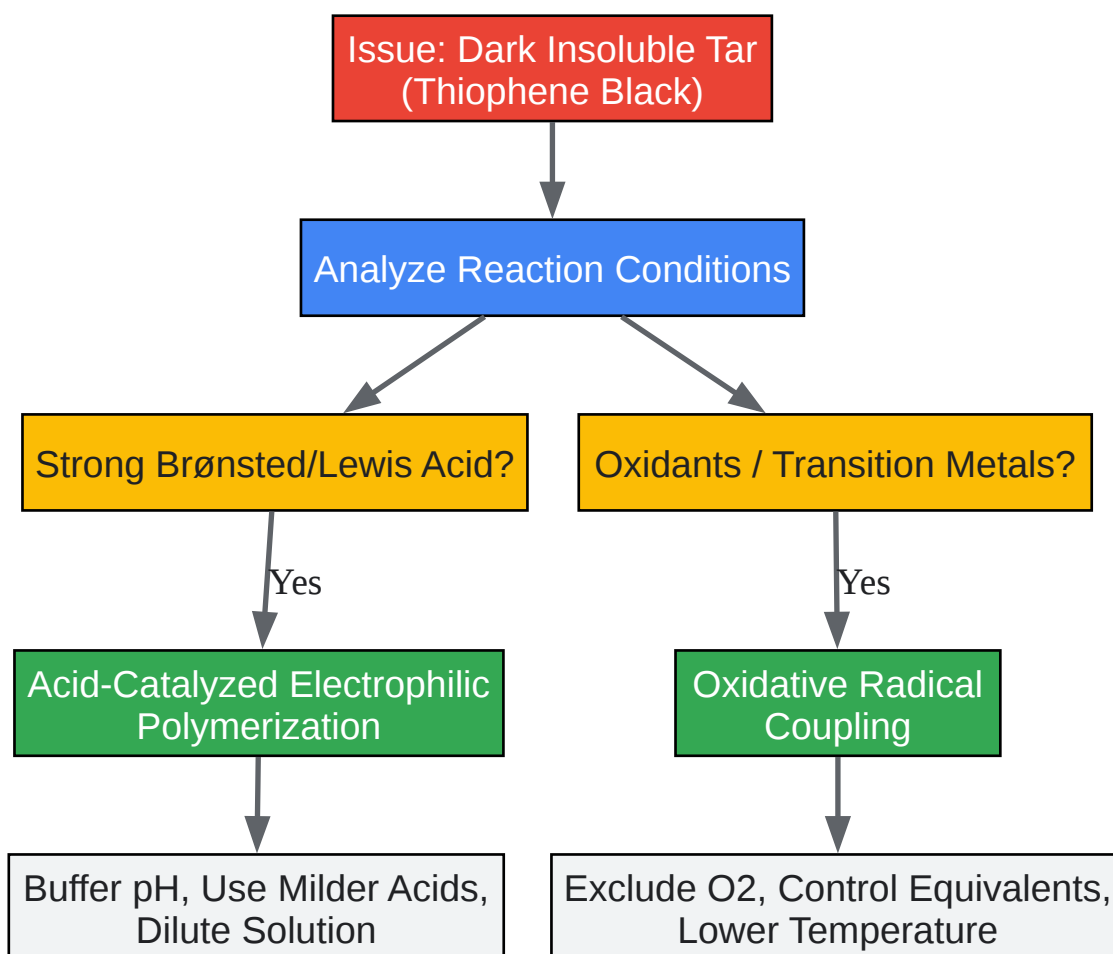 Issue: Dark Insoluble Tar
(Thiophene Black)
Analyze Reaction Conditions
Strong Brønsted/Lewis Acid?
Oxidants / Transition Metals?
Yes
Yes
Acid-Catalyzed Electrophilic
Polymerization
Oxidative Radical
Coupling
Buffer pH, Use Milder Acids,
Dilute Solution
Exclude O2, Control Equivalents,
Lower Temperature